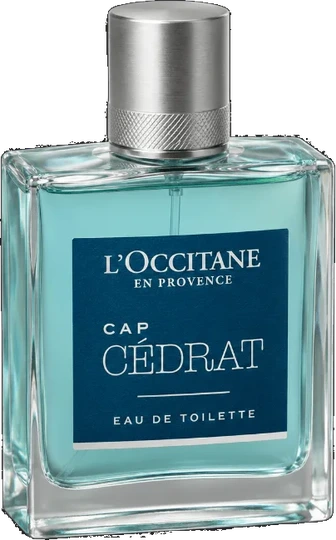 L'OCCITANE
EN PROVENCE
CAP
CÉDRAT
EAU DE TOILETTE